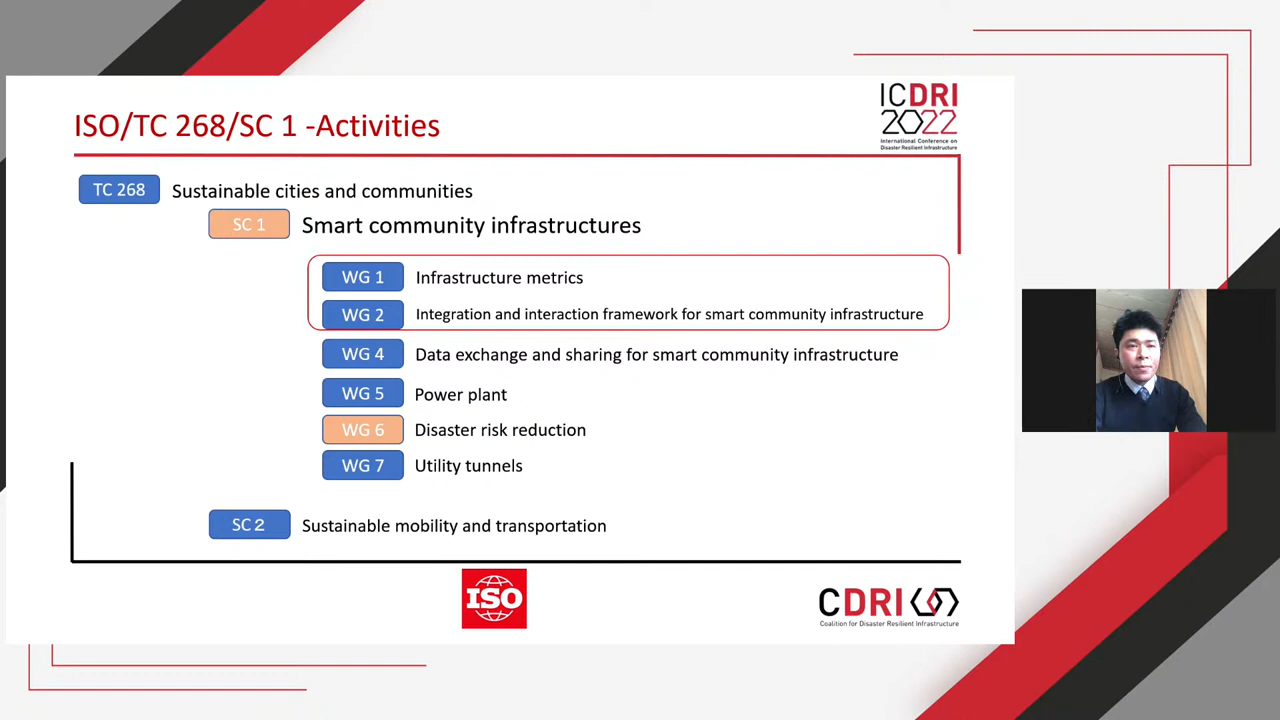 ISO/TC 268/SC 1 -Activities
ICDRI
2022
International Conference on
Disaster Resilient Infrastructure
TC 268 Sustainable cities and communities
SC 1 Smart community infrastructures
WG 1 Infrastructure metrics
WG 2 Integration and interaction framework for smart community infrastructure
WG 4 Data exchange and sharing for smart community infrastructure
WG 5 Power plant
WG 6 Disaster risk reduction
WG 7 Utility tunnels
SC 2 Sustainable mobility and transportation
ISO
CDRI
Coalition for Disaster Resilient Infrastructure